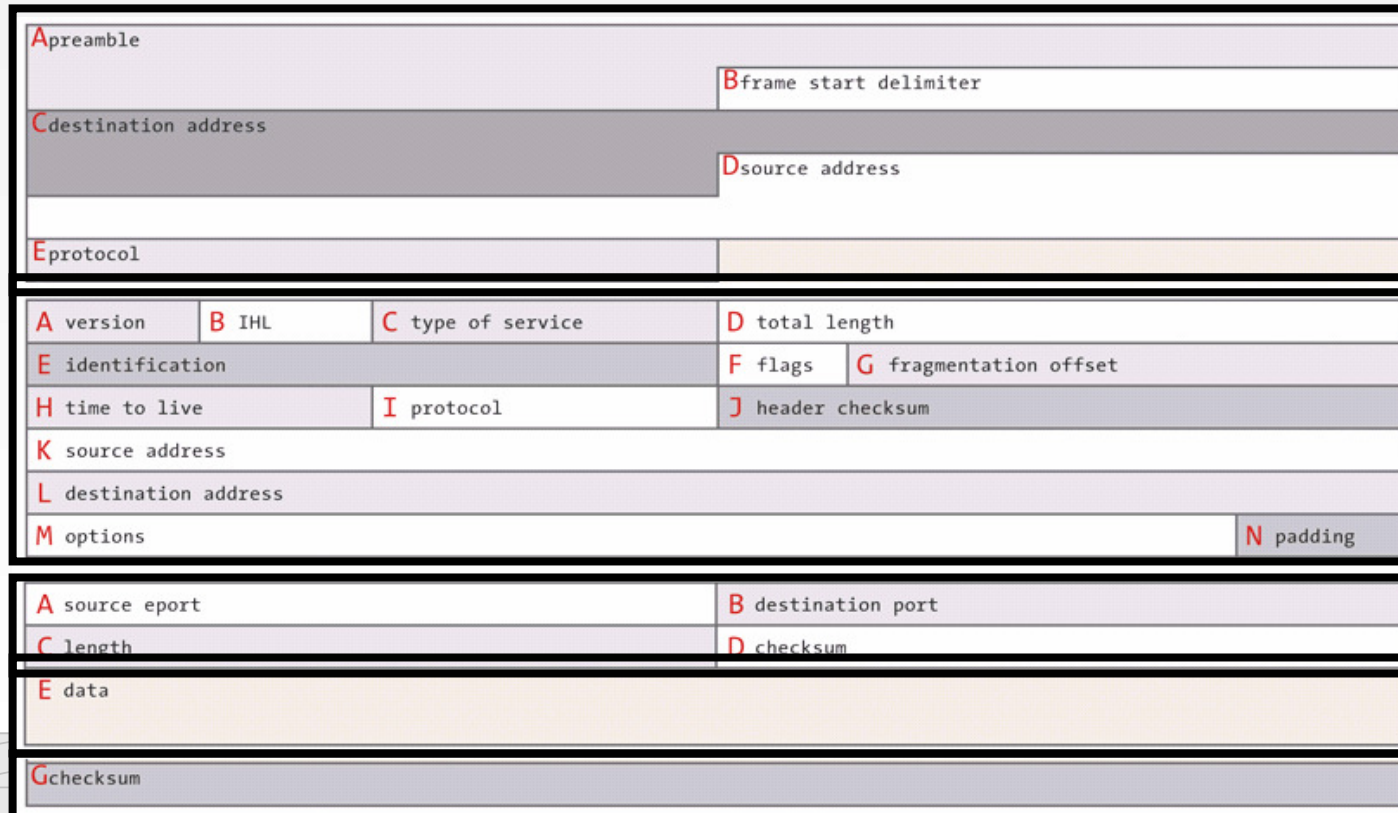 Apreamble
Bframe start delimiter
Cdestination address
Dsource address
Eprotocol
A version B IHL C type of service D total length
E identification F flags G fragmentation offset
H time to live I protocol J header checksum
K source address
L destination address
M options N padding
A source eport B destination port
C length D checksum
E data
Gchecksum